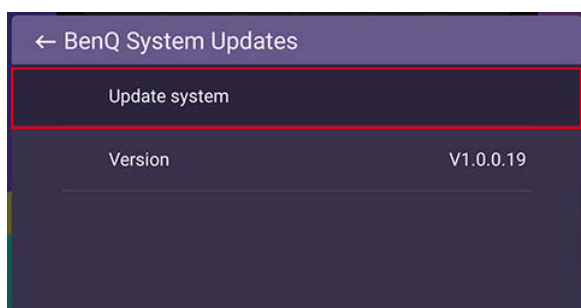 ← BenQ System Updates
Update system
Version V1.0.0.19